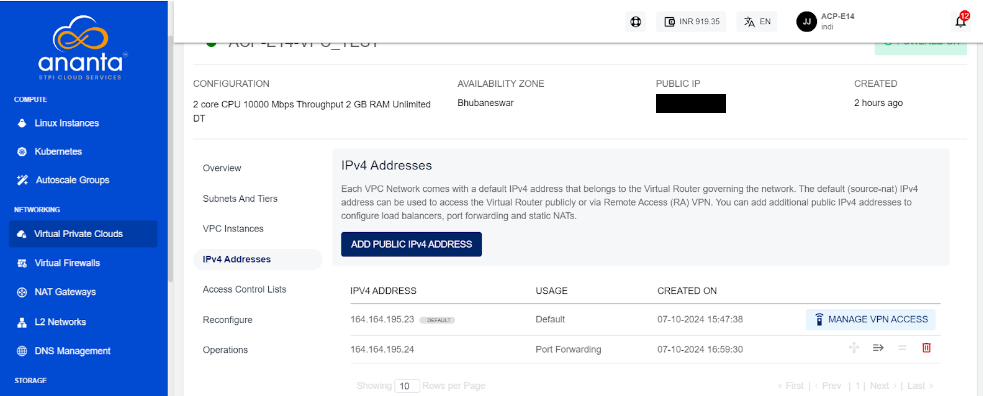 ananta
STPI CLOUD SERVICES
COMPUTE
Linux Instances
Kubernetes
Autoscale Groups
NETWORKING
Virtual Private Clouds
Virtual Firewalls
NAT Gateways
L2 Networks
DNS Management
STORAGE
INR 919.35
EN
JJ
ACP-E14
indi
12
ACP-E14-VPC_TEST
POWERED ON
CONFIGURATION
2 core CPU 10000 Mbps Throughput 2 GB RAM Unlimited
DT
AVAILABILITY ZONE
Bhubaneswar
PUBLIC IP
CREATED
2 hours ago
Overview
Subnets And Tiers
VPC Instances
IPv4 Addresses
Access Control Lists
Reconfigure
Operations
IPv4 Addresses
Each VPC Network comes with a default IPv4 address that belongs to the Virtual Router governing the network. The default (source-nat) IPv4
address can be used to access the Virtual Router publicly or via Remote Access (RA) VPN. You can add additional public IPv4 addresses to
configure load balancers, port forwarding and static NATs.
ADD PUBLIC IPv4 ADDRESS
IPV4 ADDRESS USAGE CREATED ON
164.164.195.23 DEFAULT Default 07-10-2024 15:47:38 MANAGE VPN ACCESS
164.164.195.24 Port Forwarding 07-10-2024 16:59:30
Showing 10 Rows per Page
« First | ‹ Prev | 1 | Next › | Last »